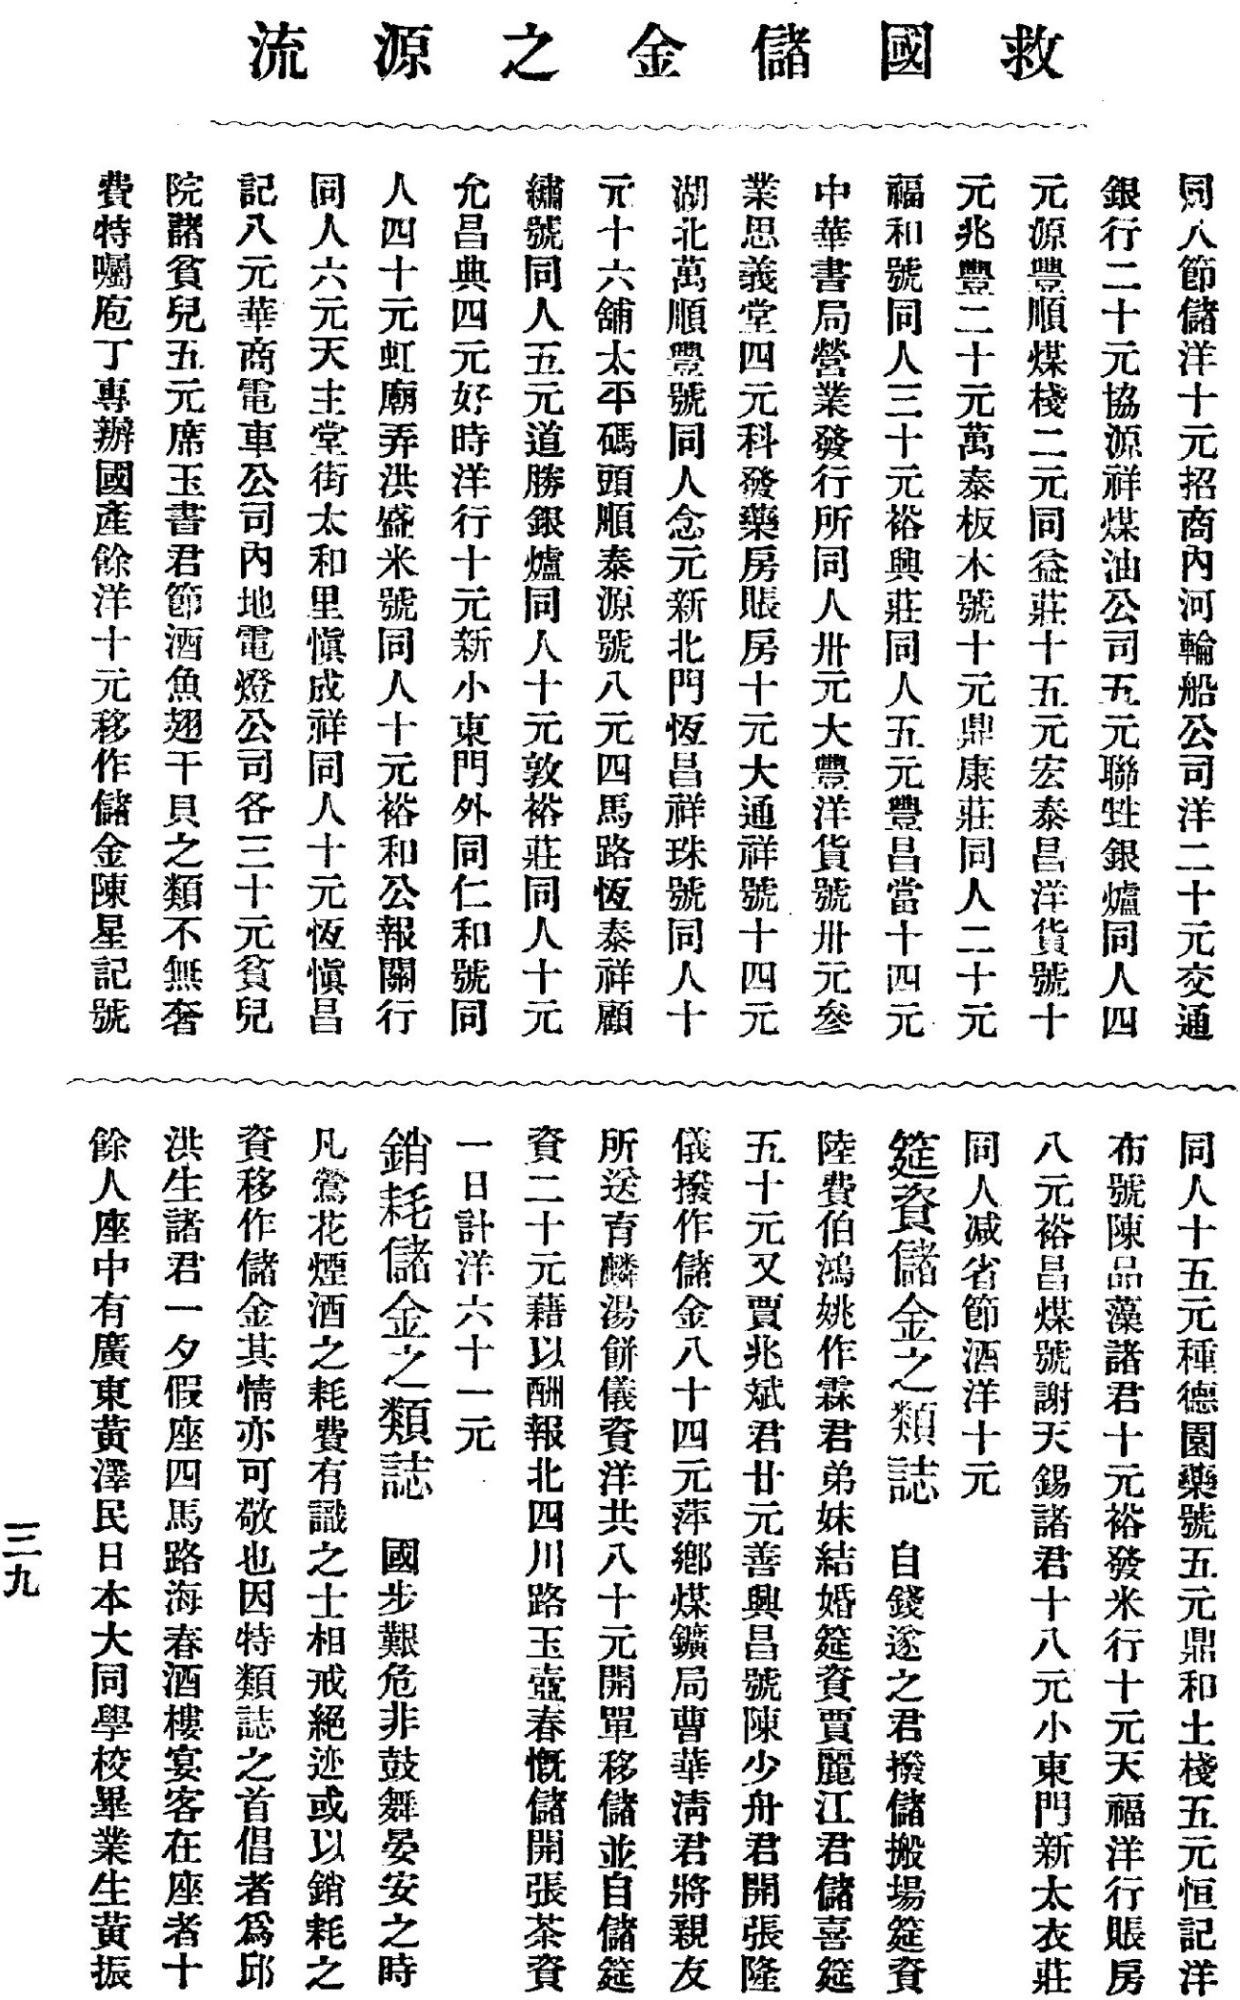 救國儲金之源流
同人節儲洋十元招商內河輪船公司洋二十元交通
銀行二十元協源祥煤油公司五元聯甡銀爐同人四
元源豐順煤棧二元同益莊十五元宏泰昌洋貨號十
元兆豐二十元萬泰板木號十元鼎康莊同人二十元
福和號同人三十元裕興莊同人五元豐昌當十四元
中華書局營業發行所同人卅元大豐洋貨號卅元參
業思義堂四元科發藥房賬房十元大通祥號十四元
湖北萬順豐號同人念元新北門恆昌祥珠號同人十
元十六舖太平碼頭順泰源號八元四馬路恆泰祥顧
繡號同人五元道勝銀爐同人十元敦裕莊同人十元
允昌典四元好時洋行十元新小東門外同仁和號同
人四十元虹廟弄洪盛米號同人十元裕和公報關行
同人六元天主堂街太和里愼成祥同人十元恆愼昌
記八元華商電車公司內地電燈公司各三十元貧兒
院諸貧兒五元席玉書君節酒魚翅干貝之類不無奢
費特囑庖丁專辦國產餘洋十元移作儲金陳星記號
同人十五元種德園藥號五元鼎和土棧五元恒記洋
布號陳品藻諸君十元裕發米行十元天福洋行賬房
八元裕昌煤號謝天錫諸君十八元小東門新太衣莊
同人減省節酒洋十元
筵資儲金之類誌　自錢遂之君撥儲搬場筵資
陸費伯鴻姚作霖君弟妹結婚筵資賈麗江君儲喜筵
五十元又賈兆斌君廿元善興昌號陳少舟君開張隆
儀撥作儲金八十四元萍鄉煤鑛局曹華淸君將親友
所送育麟湯餅儀資洋共八十元開單移儲並自儲筵
資二十元藉以酬報北四川路玉壺春慨儲開張茶資
一日計洋六十一元
銷耗儲金之類誌　國步艱危非鼓舞晏安之時
凡鶯花煙酒之耗費有識之士相戒絕迹或以銷耗之
資移作儲金其情亦可敬也因特類誌之首倡者爲邱
洪生諸君一夕假座四馬路海春酒樓宴客在座者十
餘人座中有廣東黃澤民日本大同學校畢業生黃振
三九